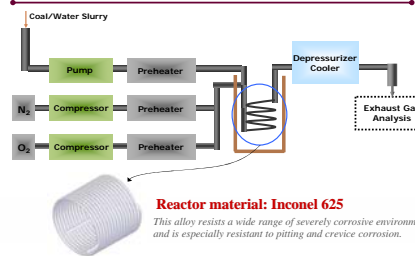 Coal/Water Slurry
Pump
Preheater
Depressurizer
Cooler
N₂
Compressor
Preheater
Exhaust Ga
Analysis
O₂
Compressor
Preheater
Reactor material: Inconel 625
This alloy resists a wide range of severely corrosive environm
and is especially resistant to pitting and crevice corrosion.